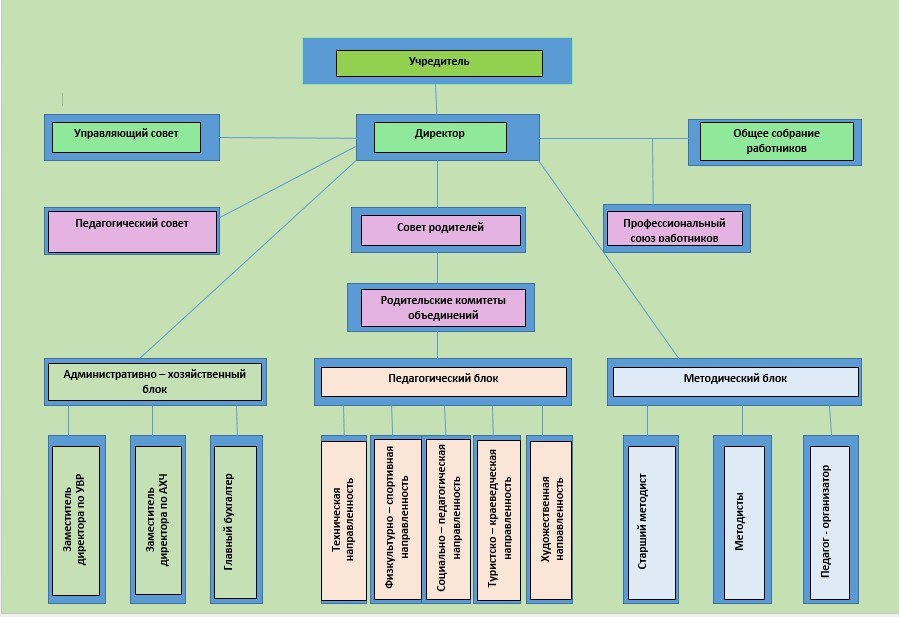 Учредитель
Управляющий совет
Директор
Общее собрание
работников
Педагогический совет
Совет родителей
Профессиональный
союз работников
Родительские комитеты
объединений
Административно – хозяйственный
блок
Педагогический блок
Методический блок
Заместитель
директора по УВР
Заместитель
директора по АХЧ
Главный бухгалтер
Техническая
направленность
Физкультурно – спортивная
направленность
Социально – педагогическая
направленность
Туристско – краеведческая
направленность
Художественная
направленность
Старший методист
Методисты
Педагог - организатор